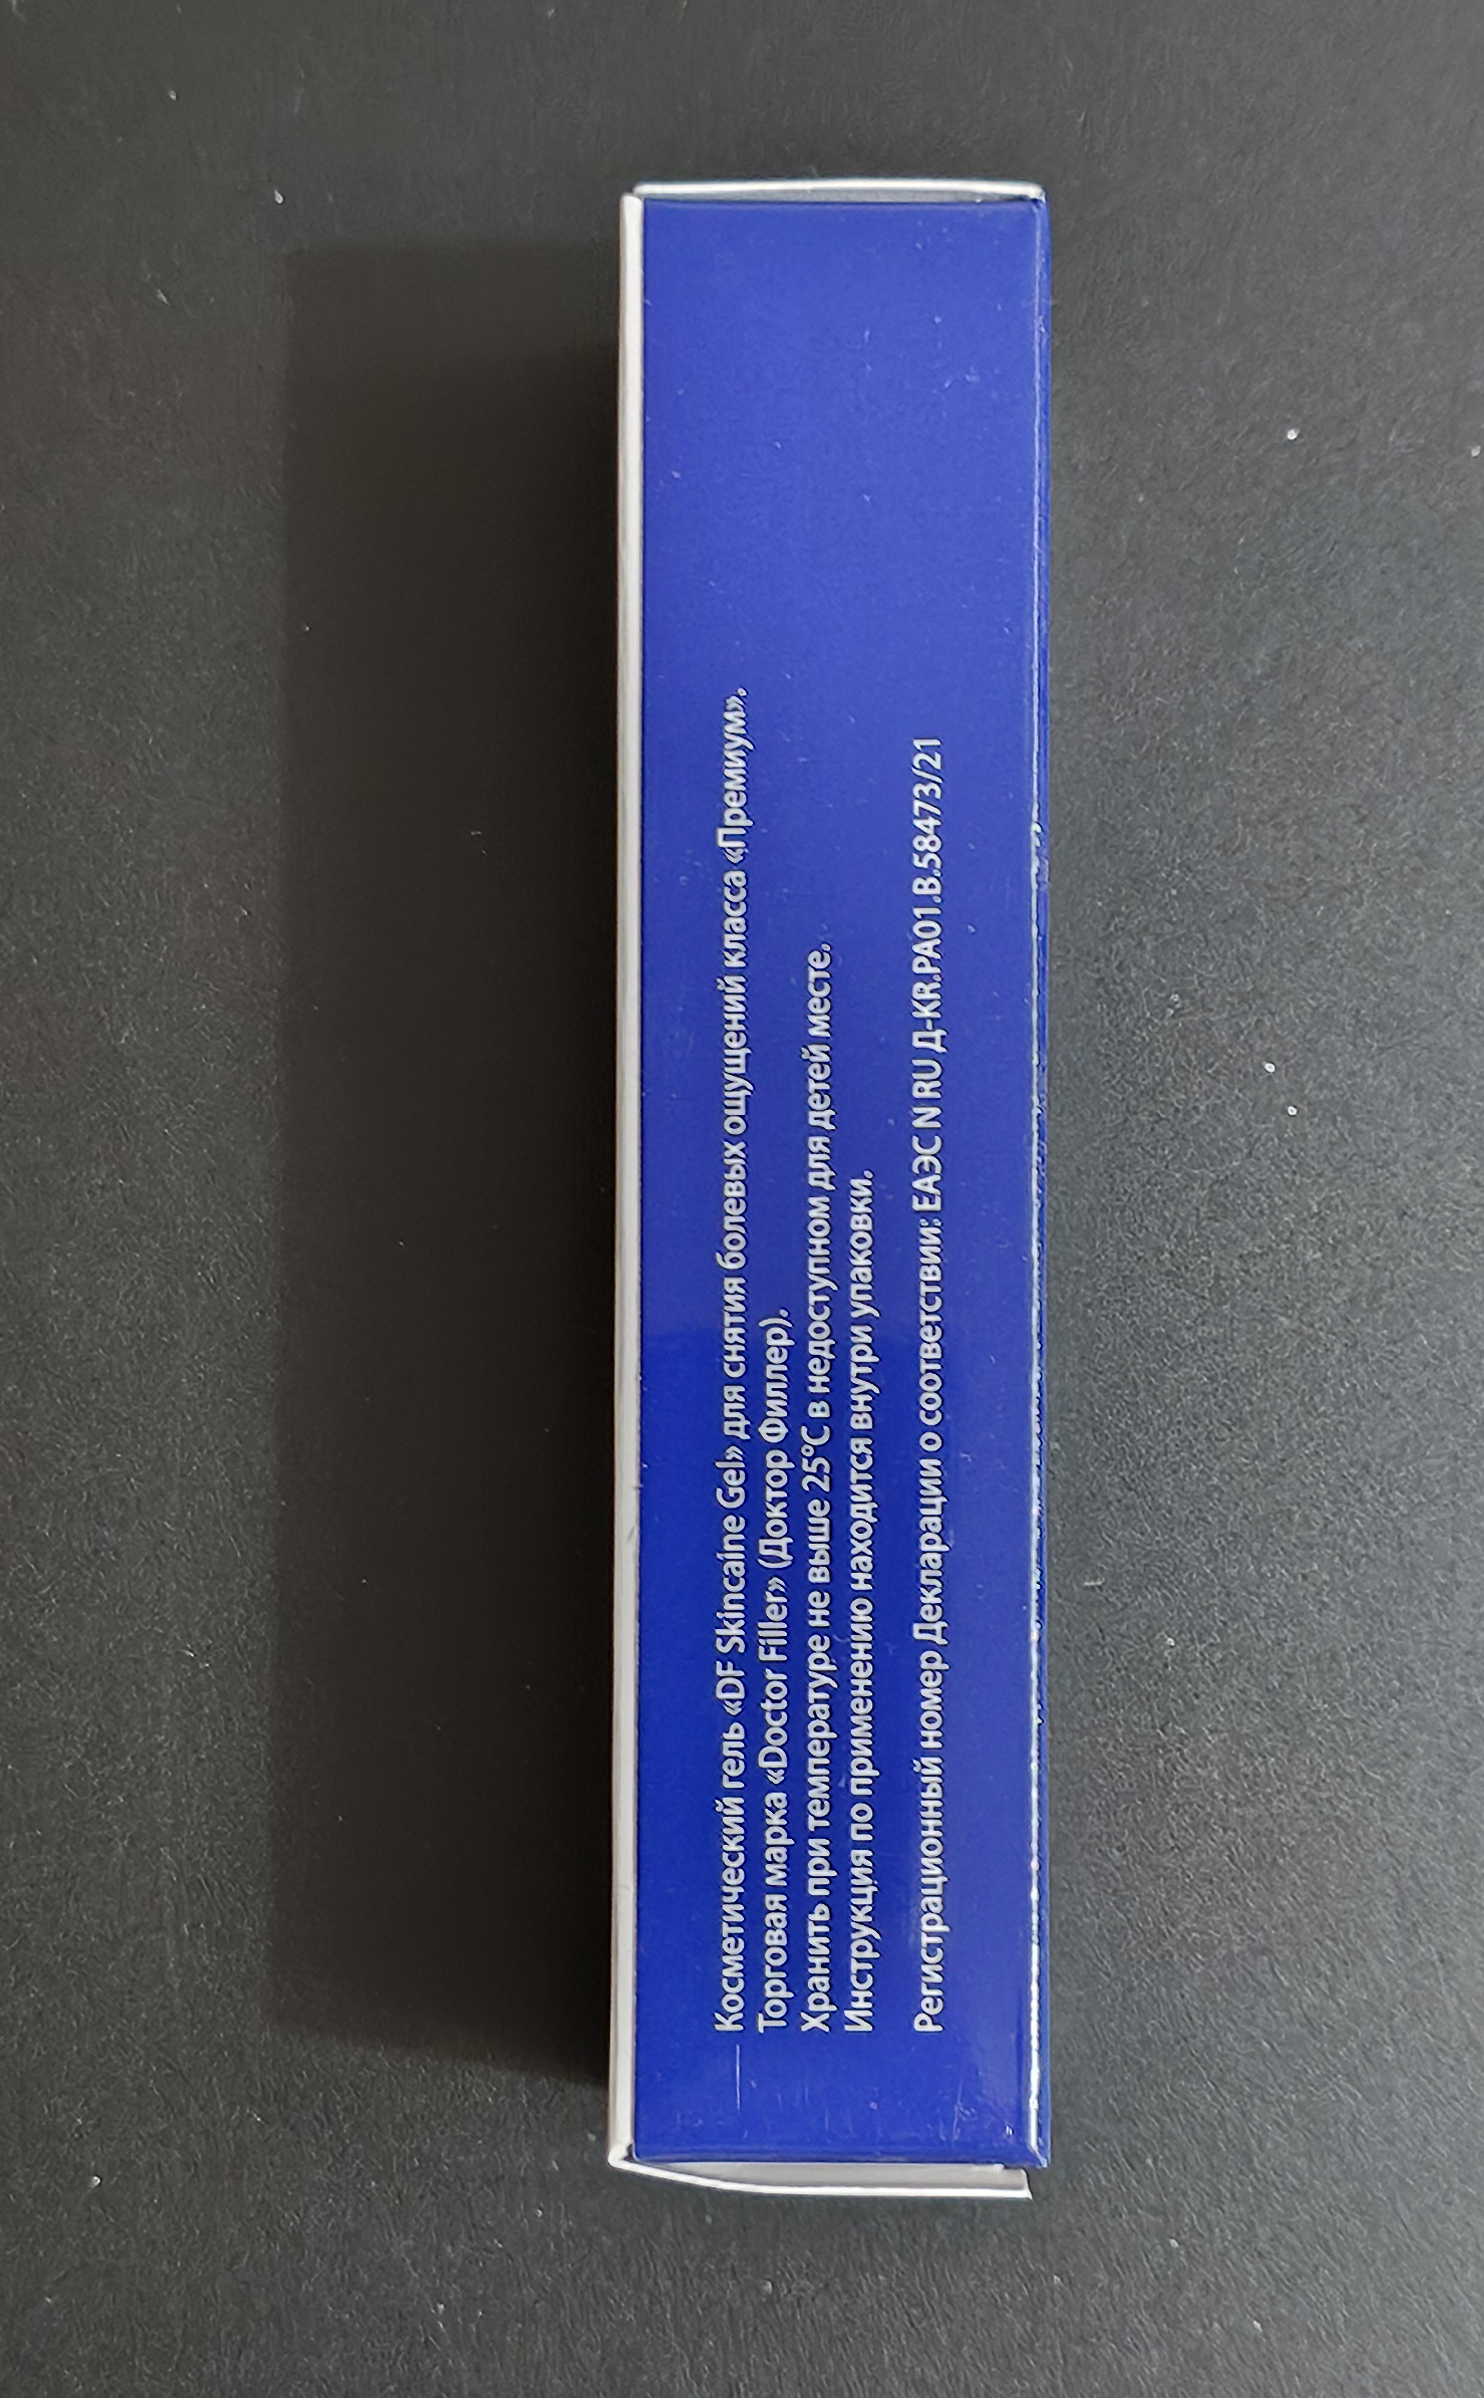 Косметический гель «DF Skincaine Gel» для снятия болевых ощущений класса «Премиум».
Торговая марка «Doctor Filler» (Доктор Филлер).
Хранить при температуре не выше 25°С в недоступном для детей месте.
Инструкция по применению находится внутри упаковки.
Регистрационный номер Декларации о соответствии: ЕАЭС N RU Д-KR.РА01.В.58473/21